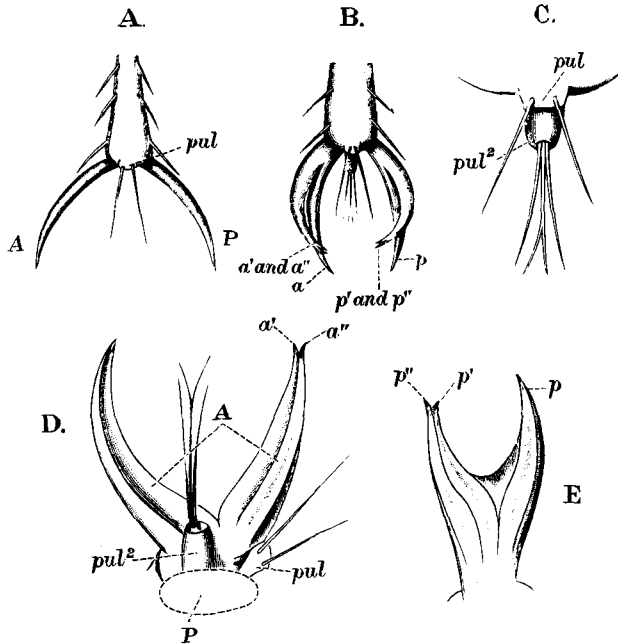 A.
B.
C.
pul
pul
A
P
a' and a"
a
p' and p"
p
pul²
D.
a'
a"
A
pul²
pul
P
p"
p'
p
E